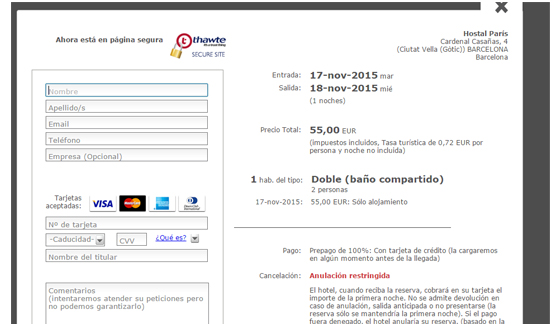 Ahora está en página segura
thawte
SECURE SITE
Nombre
Apellido/s
Email
Teléfono
Empresa (Opcional)
Tarjetas
aceptadas:
VISA
MasterCard
Nº de tarjeta
-Caducidad-
CVV
¿Qué es?
Nombre del titular
Comentarios
(intentaremos atender su peticiones pero
no podemos garantizarlo)
Hostal París
Cardenal Casañas, 4
(Ciutat Vella (Gòtic)) BARCELONA
Barcelona
Entrada: 17-nov-2015 mar
Salida: 18-nov-2015 mié
(1 noches)
Precio Total: 55,00 EUR
(impuestos incluidos, Tasa turistica de 0,72 EUR por
persona y noche no incluida)
1 hab. del tipo: Doble (baño compartido)
2 personas
17-nov-2015: 55,00 EUR: Sólo alojamiento
Pago: Prepago de 100%: Con tarjeta de crédito (la cargaremos
en algún momento antes de la llegada)
Cancelación: Anulación restringida
El hotel, cuando reciba la reserva, cobrará en su tarjeta el
importe de la primera noche. No se admite devolución en
caso de anulación, salida anticipada o no presentarse (la
reserva sólo se mantendría la primera noche). Si el pago
fuera denegado, el hotel anularía su reserva. (basado en la